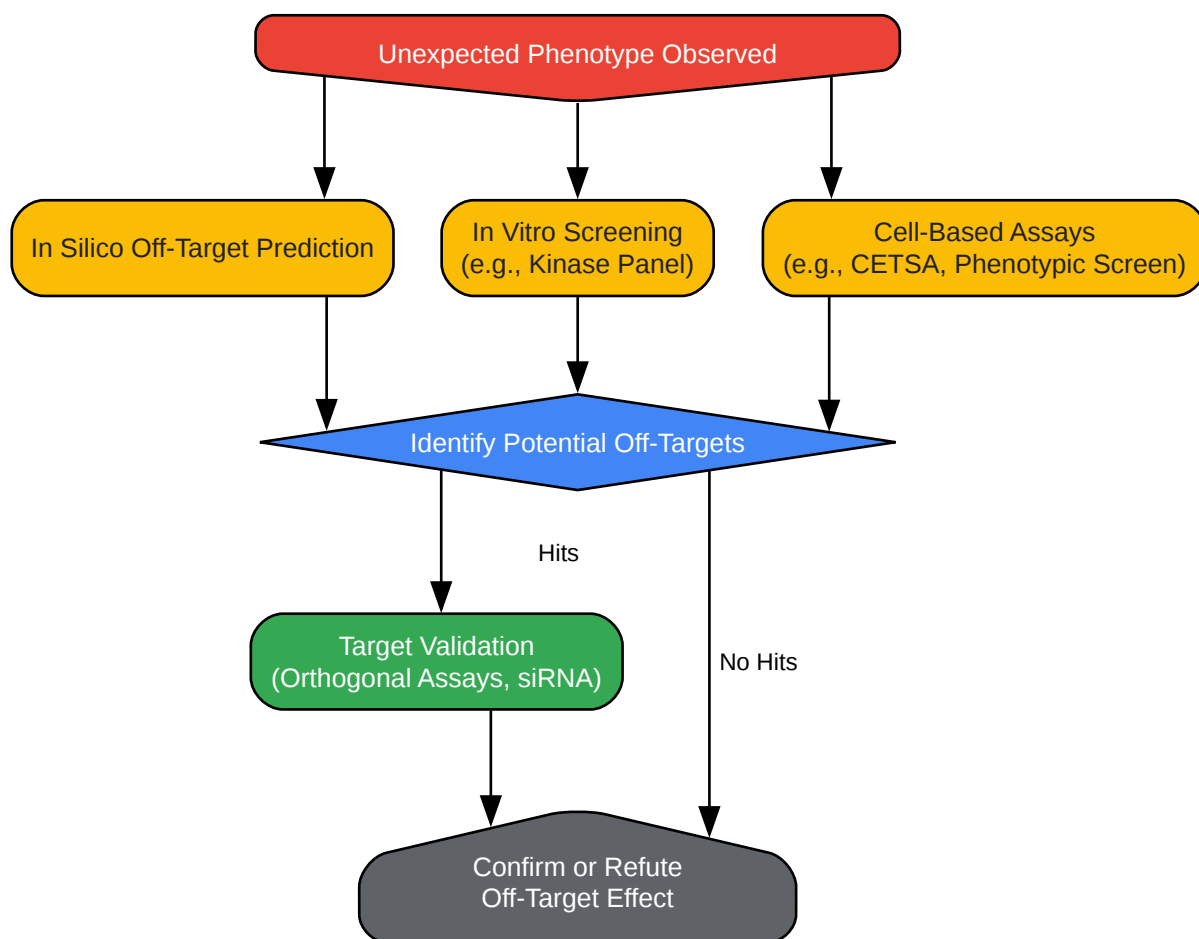 Unexpected Phenotype Observed
In Silico Off-Target Prediction
In Vitro Screening
(e.g., Kinase Panel)
Cell-Based Assays
(e.g., CETSA, Phenotypic Screen)
Identify Potential Off-Targets
Hits
Target Validation
(Orthogonal Assays, siRNA)
No Hits
Confirm or Refute
Off-Target Effect